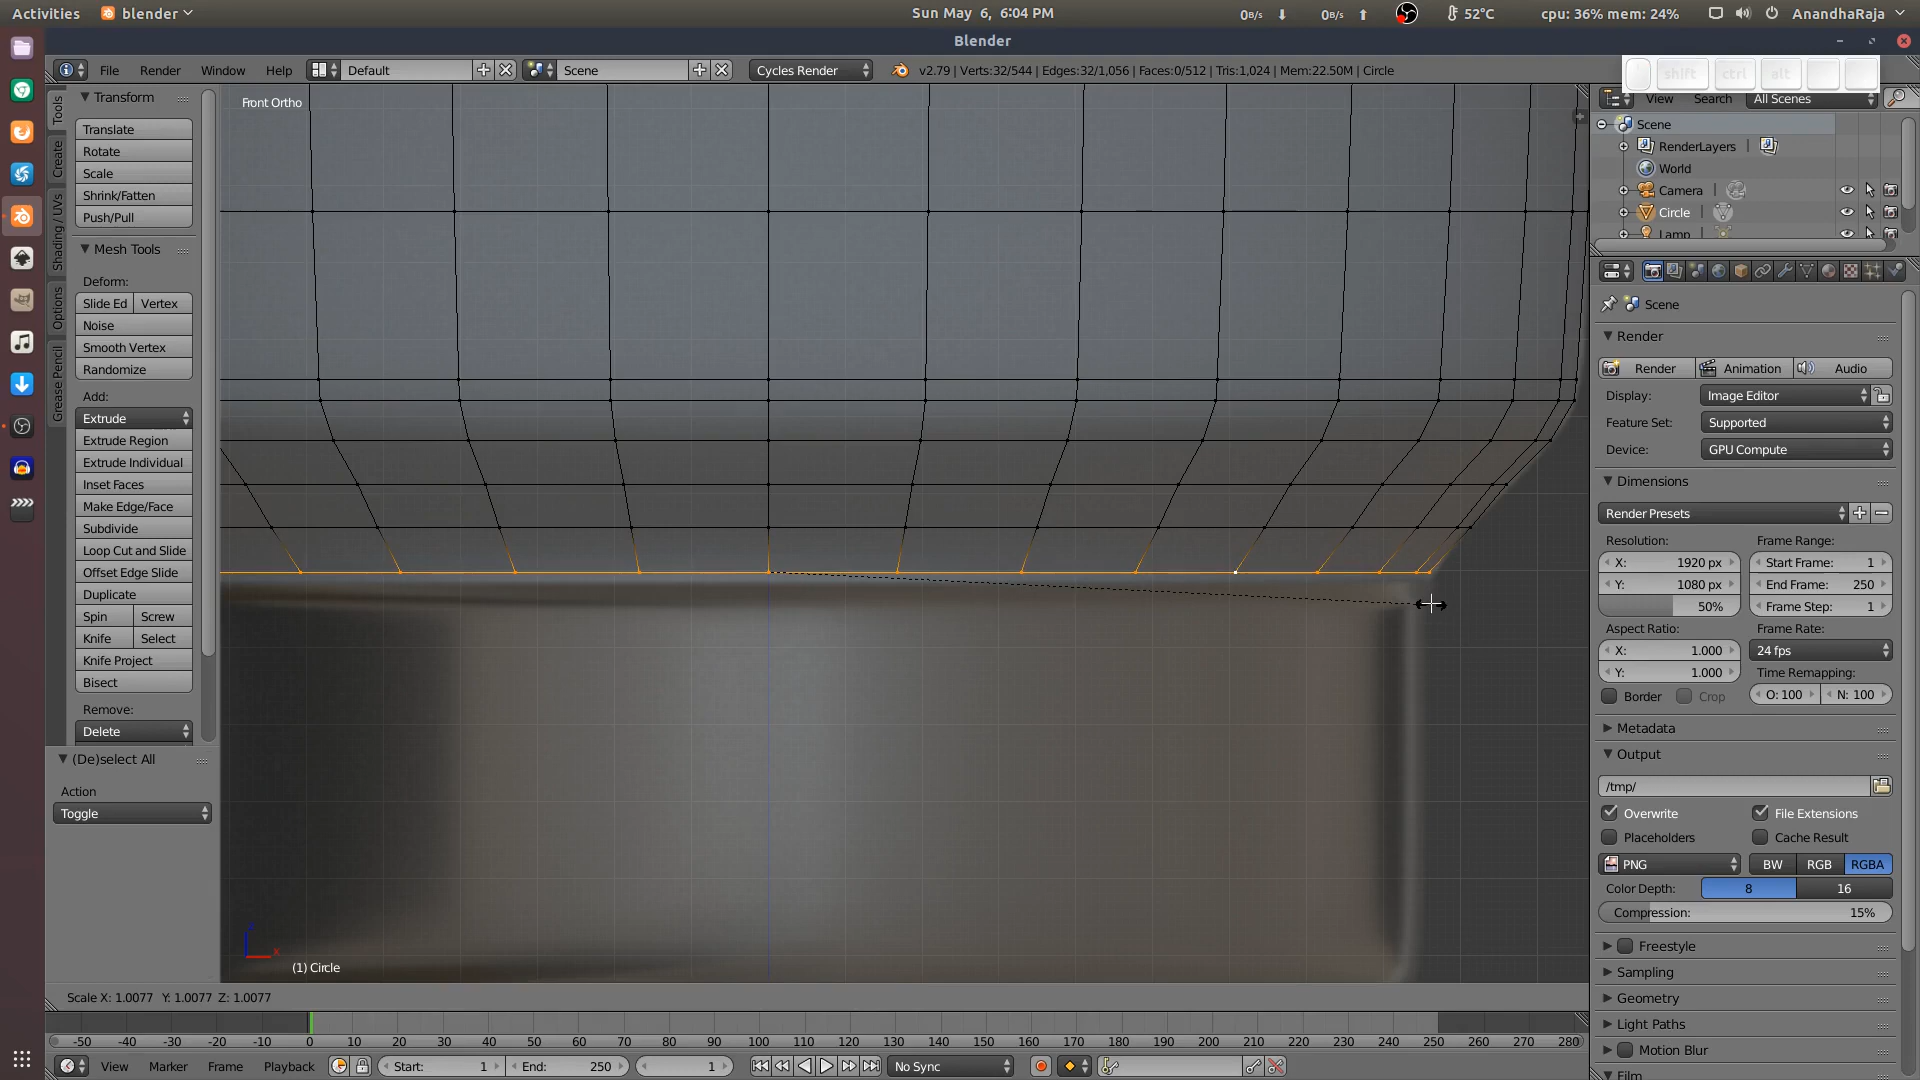 Activities
blender
Sun May 6, 6:04 PM
0B/s
0B/s
52°C
cpu: 36% mem: 24%
AnandhaRaja
Blender
File
Render
Window
Help
Default
Scene
Cycles Render
v2.79 | Verts:32/544 | Edges:32/1,056 | Faces:0/512 | Tris:1,024 | Mem:22.50M | Circle
shift
ctrl
alt
Tools
Create
Shading / UVs
Options
Grease Pencil
Transform
Translate
Rotate
Scale
Shrink/Fatten
Push/Pull
Mesh Tools
Deform:
Slide Ed
Vertex
Noise
Smooth Vertex
Randomize
Add:
Extrude
Extrude Region
Extrude Individual
Inset Faces
Make Edge/Face
Subdivide
Loop Cut and Slide
Offset Edge Slide
Duplicate
Spin
Screw
Knife
Select
Knife Project
Bisect
Remove:
Delete
(De)select All
Action
Toggle
Front Ortho
(1) Circle
Scale X: 1.0077 Y: 1.0077 Z: 1.0077
View
Search
All Scenes
Scene
RenderLayers
World
Camera
Circle
Lamp
Scene
Render
Render
Animation
Audio
Display:
Image Editor
Feature Set:
Supported
Device:
GPU Compute
Dimensions
Render Presets
Resolution:
Frame Range:
X: 1920 px
Start Frame: 1
Y: 1080 px
End Frame: 250
50%
Frame Step: 1
Aspect Ratio:
Frame Rate:
X: 1.000
24 fps
Y: 1.000
Time Remapping:
Border
Crop
O: 100
N: 100
Metadata
Output
/tmp/
Overwrite
File Extensions
Placeholders
Cache Result
PNG
BW
RGB
RGBA
Color Depth:
8
16
Compression: 15%
Freestyle
Sampling
Geometry
Light Paths
Motion Blur
Film
-50 -40 -30 -20 -10 0 10 20 30 40 50 60 70 80 90 100 110 120 130 140 150 160 170 180 190 200 210 220 230 240 250 260 270 280
View
Marker
Frame
Playback
Start: 1
End: 250
1
No Sync